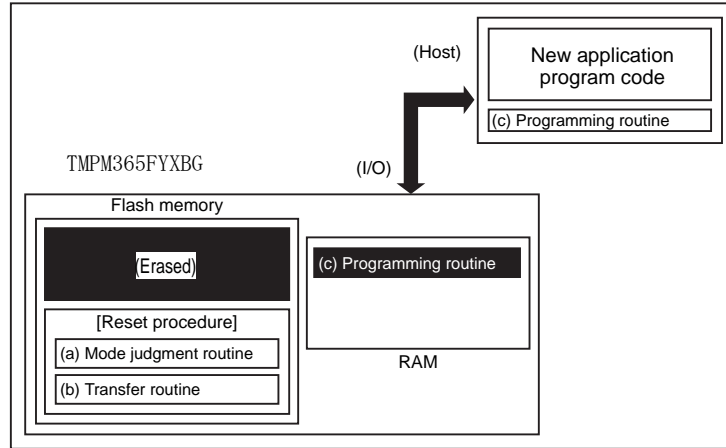 (Host)
New application
program code
(c) Programming routine
TMPM365FYXBG
(I/O)
Flash memory
(Erased)
(c) Programming routine
[Reset procedure]
(a) Mode judgment routine
(b) Transfer routine
RAM